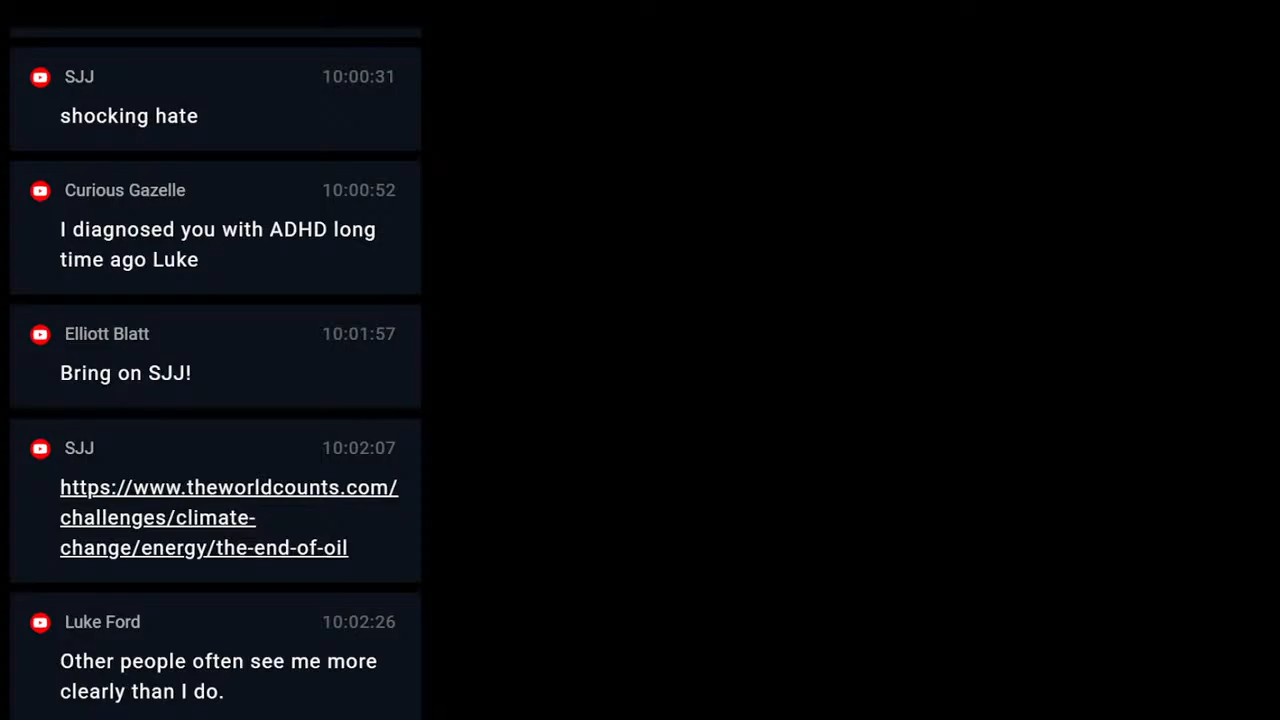 SJJ 10:00:31
shocking hate
Curious Gazelle 10:00:52
I diagnosed you with ADHD long
time ago Luke
Elliott Blatt 10:01:57
Bring on SJJ!
SJJ 10:02:07
https://www.theworldcounts.com/
challenges/climate-
change/energy/the-end-of-oil
Luke Ford 10:02:26
Other people often see me more
clearly than I do.